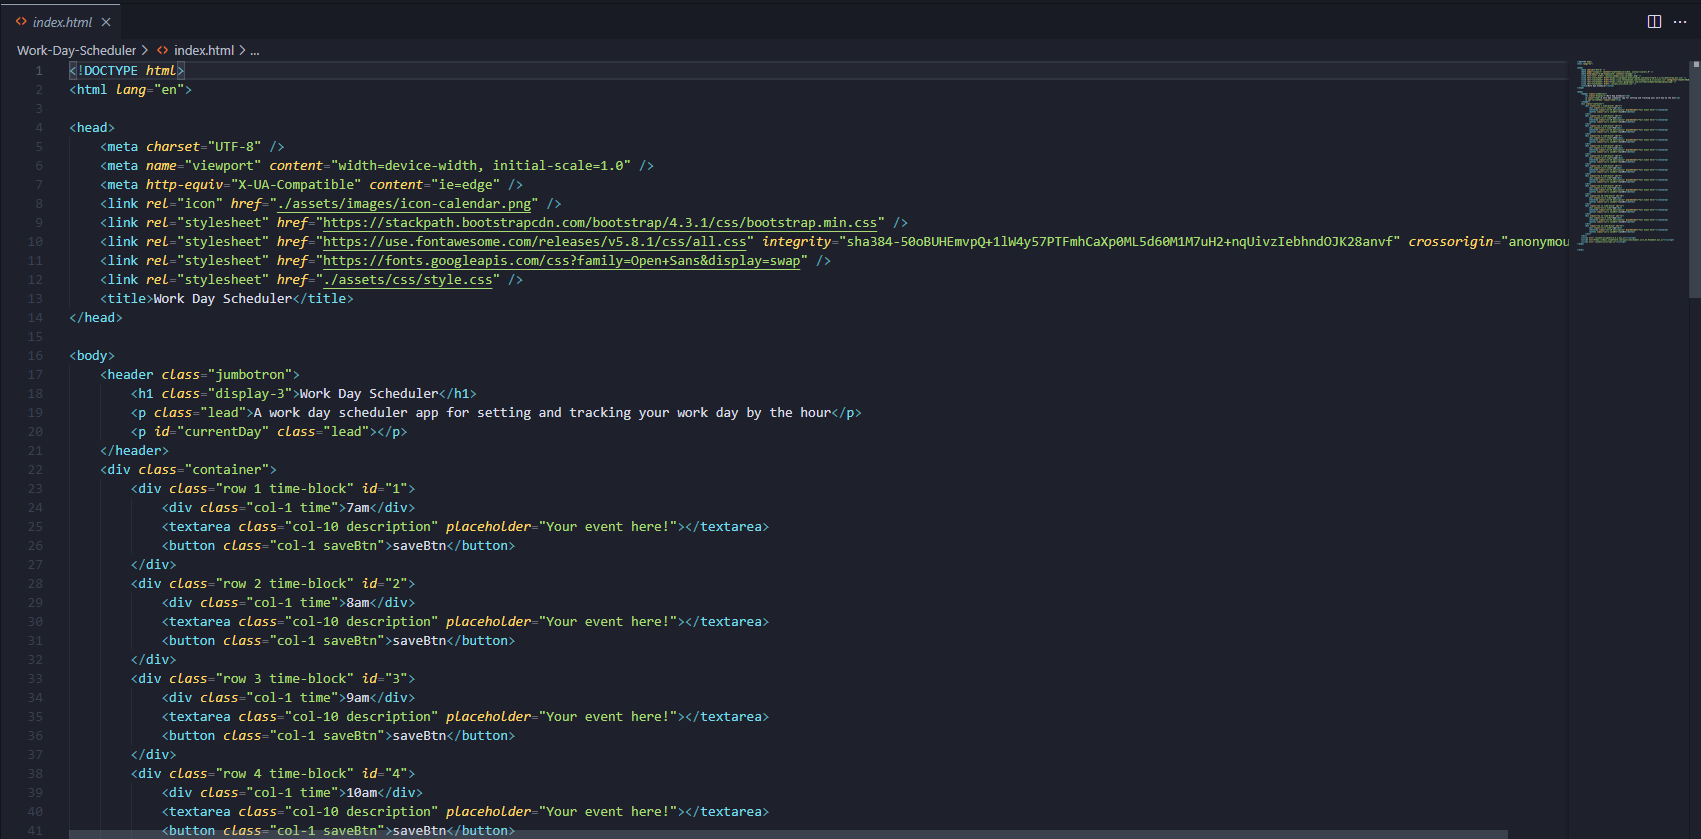 index.html
Work-Day-Scheduler > index.html > ...
1 <!DOCTYPE html>
2 <html lang="en">
3
4 <head>
5 <meta charset="UTF-8" />
6 <meta name="viewport" content="width=device-width, initial-scale=1.0" />
7 <meta http-equiv="X-UA-Compatible" content="ie=edge" />
8 <link rel="icon" href="./assets/images/icon-calendar.png" />
9 <link rel="stylesheet" href="https://stackpath.bootstrapcdn.com/bootstrap/4.3.1/css/bootstrap.min.css" />
10 <link rel="stylesheet" href="https://use.fontawesome.com/releases/v5.8.1/css/all.css" integrity="sha384-50oBUHEmvpQ+1lW4y57PTFmhCaXp0ML5d60M1M7uH2+nqUivzIebhndOJK28anvf" crossorigin="anonymou
11 <link rel="stylesheet" href="https://fonts.googleapis.com/css?family=Open+Sans&display=swap" />
12 <link rel="stylesheet" href="./assets/css/style.css" />
13 <title>Work Day Scheduler</title>
14 </head>
15
16 <body>
17 <header class="jumbotron">
18 <h1 class="display-3">Work Day Scheduler</h1>
19 <p class="lead">A work day scheduler app for setting and tracking your work day by the hour</p>
20 <p id="currentDay" class="lead"></p>
21 </header>
22 <div class="container">
23 <div class="row 1 time-block" id="1">
24 <div class="col-1 time">7am</div>
25 <textarea class="col-10 description" placeholder="Your event here!"></textarea>
26 <button class="col-1 saveBtn">saveBtn</button>
27 </div>
28 <div class="row 2 time-block" id="2">
29 <div class="col-1 time">8am</div>
30 <textarea class="col-10 description" placeholder="Your event here!"></textarea>
31 <button class="col-1 saveBtn">saveBtn</button>
32 </div>
33 <div class="row 3 time-block" id="3">
34 <div class="col-1 time">9am</div>
35 <textarea class="col-10 description" placeholder="Your event here!"></textarea>
36 <button class="col-1 saveBtn">saveBtn</button>
37 </div>
38 <div class="row 4 time-block" id="4">
39 <div class="col-1 time">10am</div>
40 <textarea class="col-10 description" placeholder="Your event here!"></textarea>
41 <button class="col-1 saveBtn">saveBtn</button>